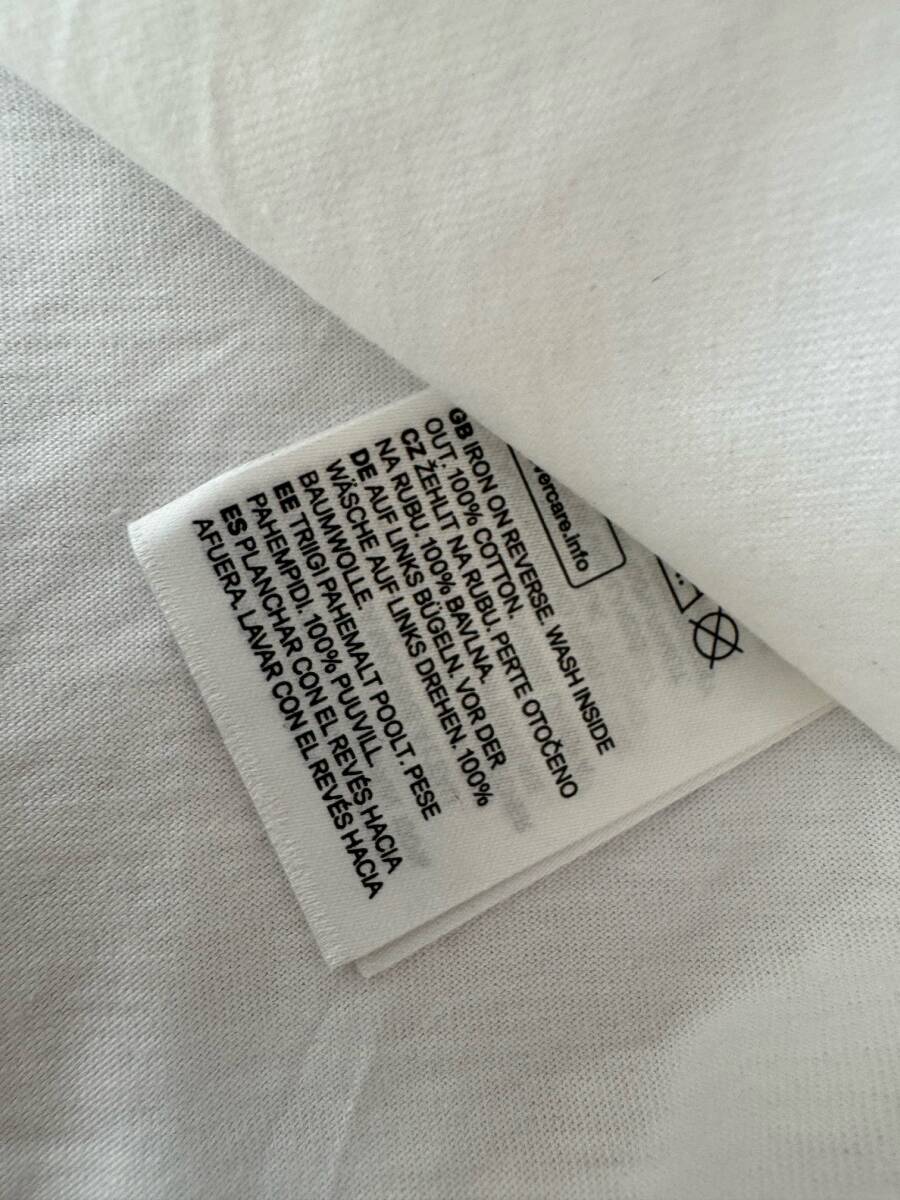 GB IRON ON REVERSE. WASH INSIDE
OUT. 100% COTTON.
CZ ŽEHLIT NA RUBU. PERTE OTOČENO
NA RUBU. 100% BAVLNA.
DE AUF LINKS BÜGELN. VOR DER
WÄSCHE AUF LINKS DREHEN. 100%
BAUMWOLLE.
EE TRIIGI PAHEMALT POOLT. PESE
PAHEMPIDI. 100% PUUVILL.
ES PLANCHAR CON EL REVÉS HACIA
AFUERA. LAVAR CON EL REVÉS HACIA
vercare.info